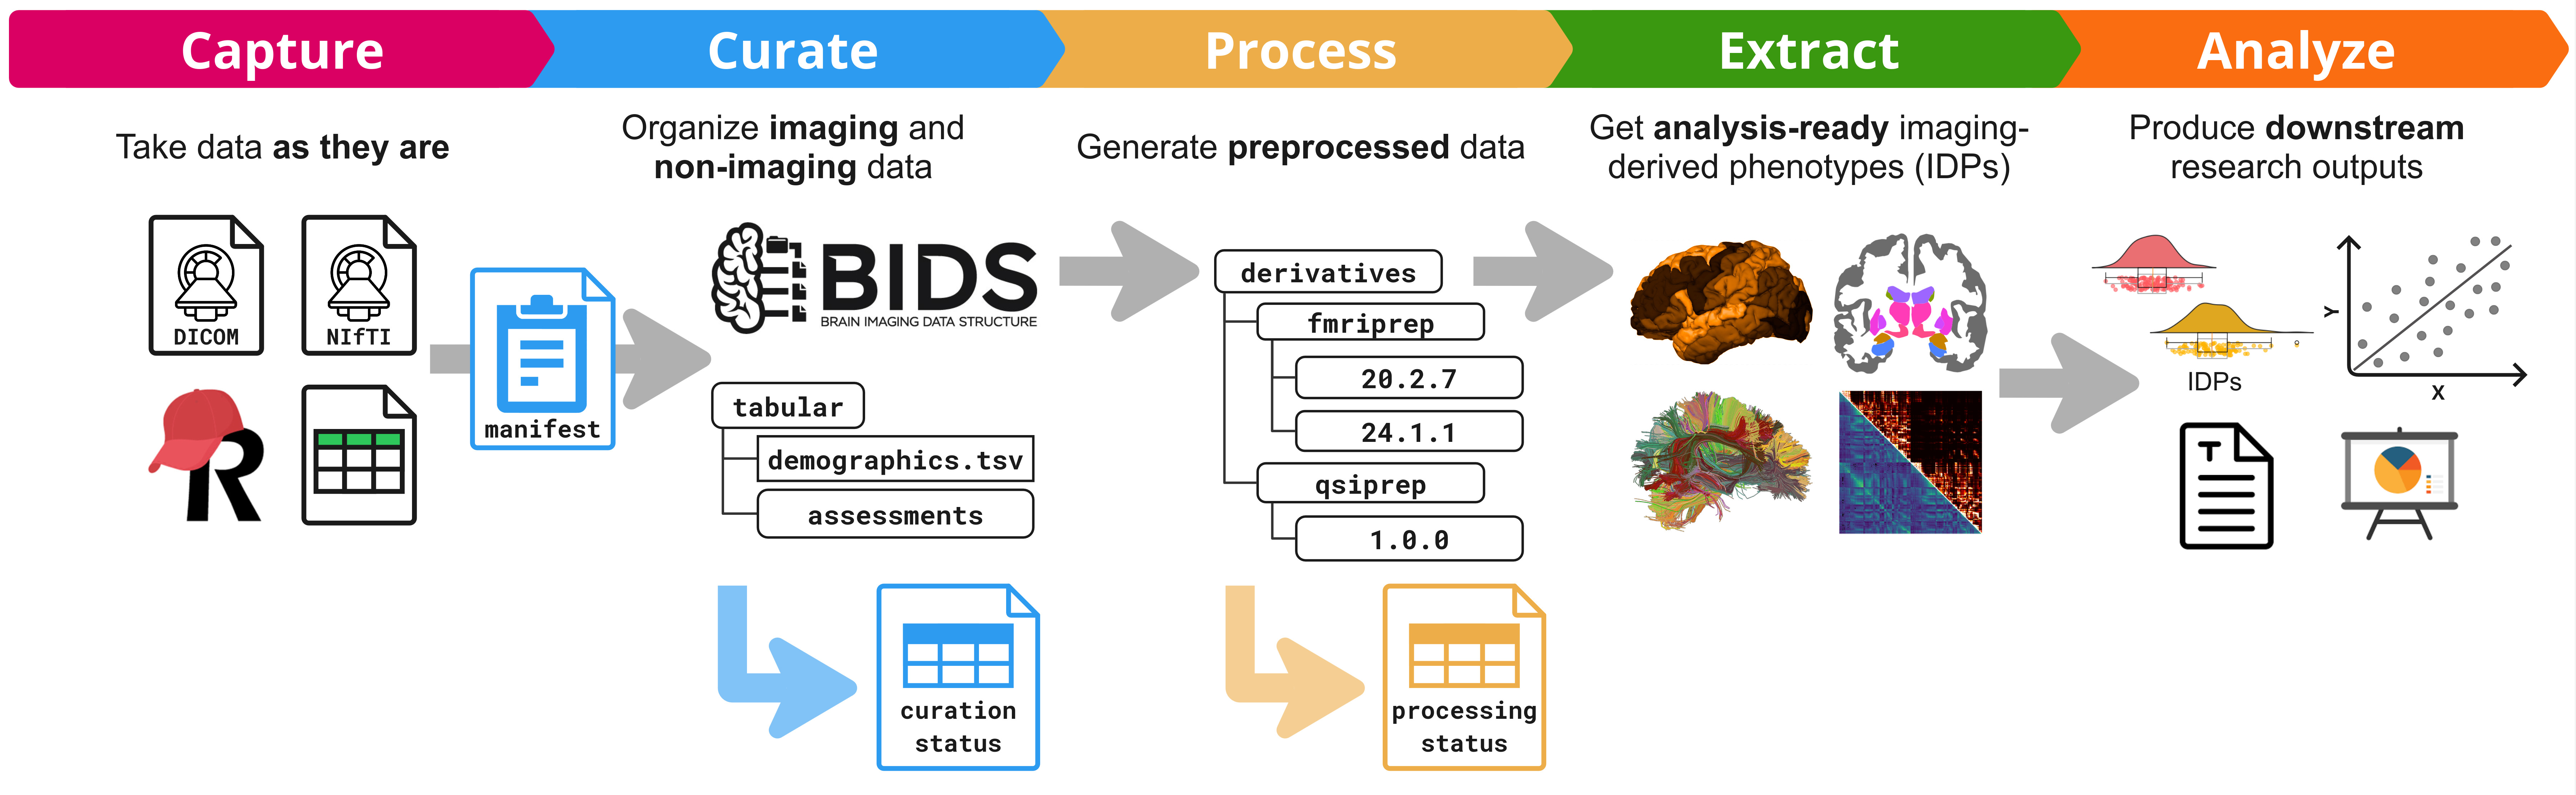 Capture
Curate
Process
Extract
Analyze
Take data as they are
DICOM
NIfTI
R
manifest
Organize imaging and
non-imaging data
BIDS
BRAIN IMAGING DATA STRUCTURE
tabular
demographics.tsv
assessments
curation
status
Generate preprocessed data
derivatives
fmriprep
20.2.7
24.1.1
qsiprep
1.0.0
processing
status
Get analysis-ready imaging-
derived phenotypes (IDPs)
Produce downstream
research outputs
IDPs
Y
X
T